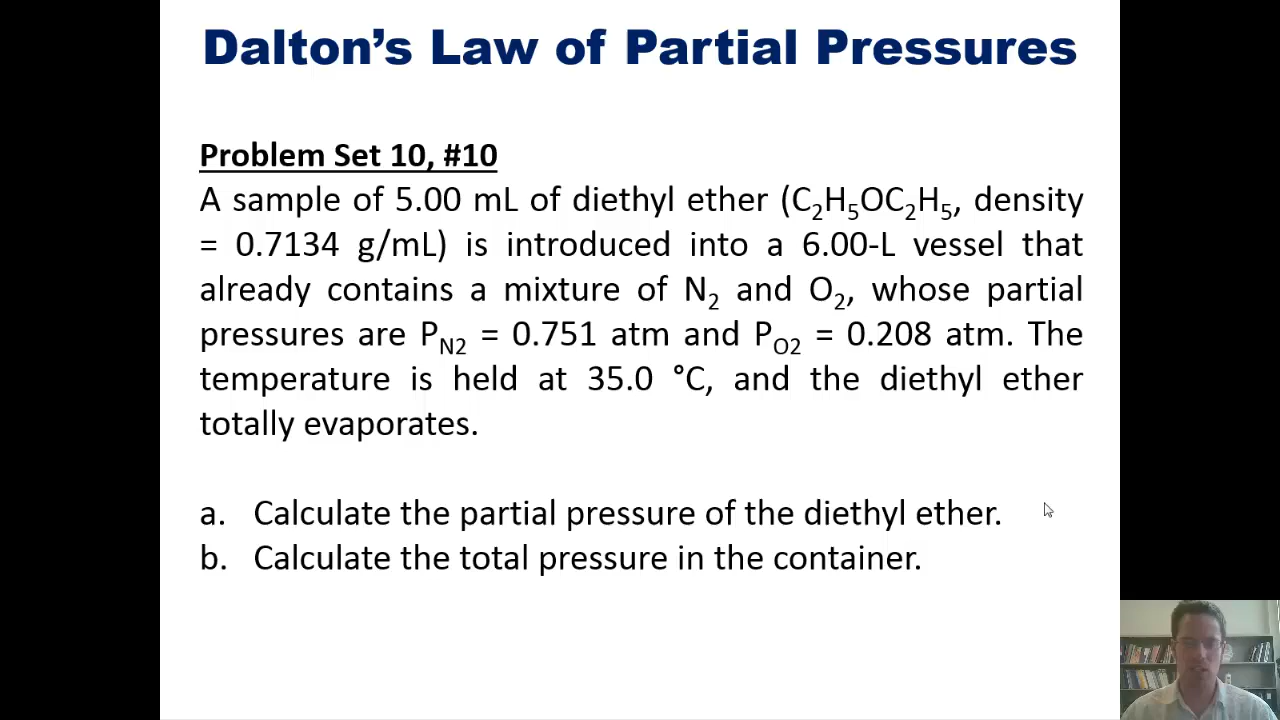 Dalton’s Law of Partial Pressures
Problem Set 10, #10
A sample of 5.00 mL of diethyl ether (C₂H₅OC₂H₅, density
= 0.7134 g/mL) is introduced into a 6.00-L vessel that
already contains a mixture of N₂ and O₂, whose partial
pressures are P_N2 = 0.751 atm and P_O2 = 0.208 atm. The
temperature is held at 35.0 °C, and the diethyl ether
totally evaporates.
a. Calculate the partial pressure of the diethyl ether.
b. Calculate the total pressure in the container.